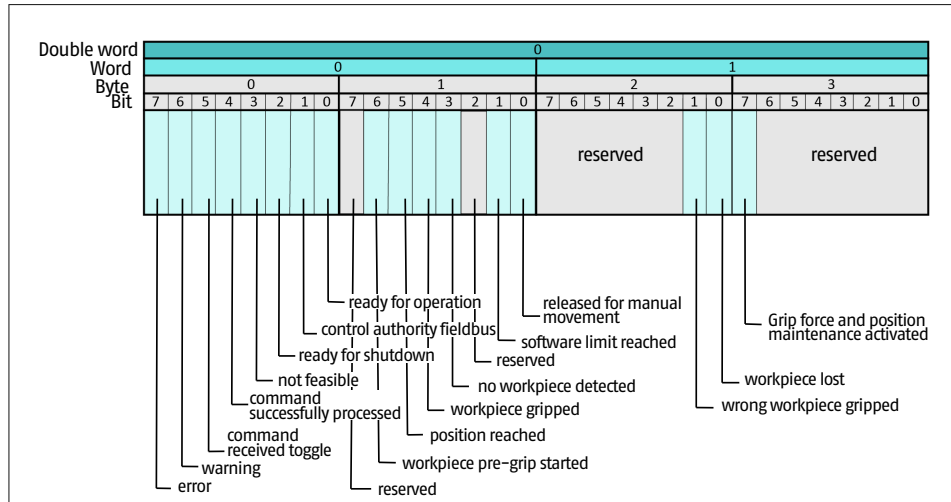 Double word 0
Word 0 1
Byte 0 1 2 3
Bit 7 6 5 4 3 2 1 0 7 6 5 4 3 2 1 0 7 6 5 4 3 2 1 0 7 6 5 4 3 2 1 0
reserved reserved
ready for operation
released for manual
movement
control authority fieldbus
Grip force and position
maintenance activated
software limit reached
ready for shutdown
reserved
not feasible
no workpiece detected
workpiece lost
command
successfully processed
workpiece gripped
wrong workpiece gripped
command
received toggle
position reached
warning
workpiece pre-grip started
error
reserved